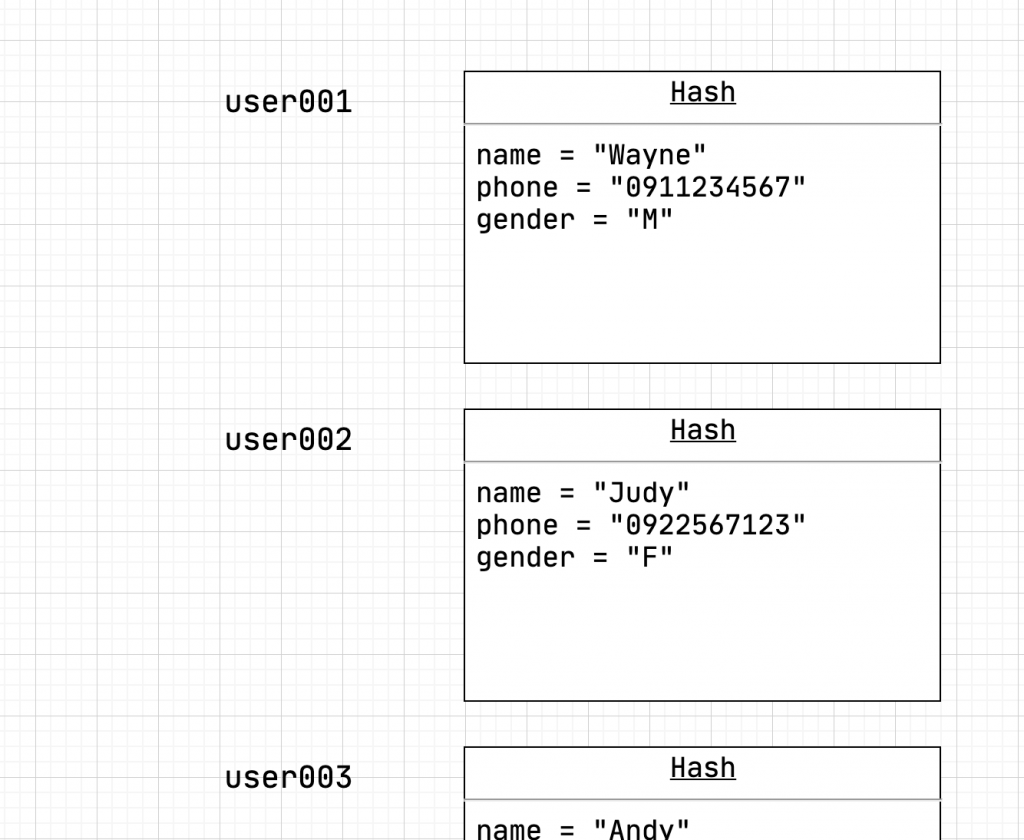 user001
Hash
name = "Wayne"
phone = "0911234567"
gender = "M"
user002
Hash
name = "Judy"
phone = "0922567123"
gender = "F"
user003
Hash
name = "Andy"